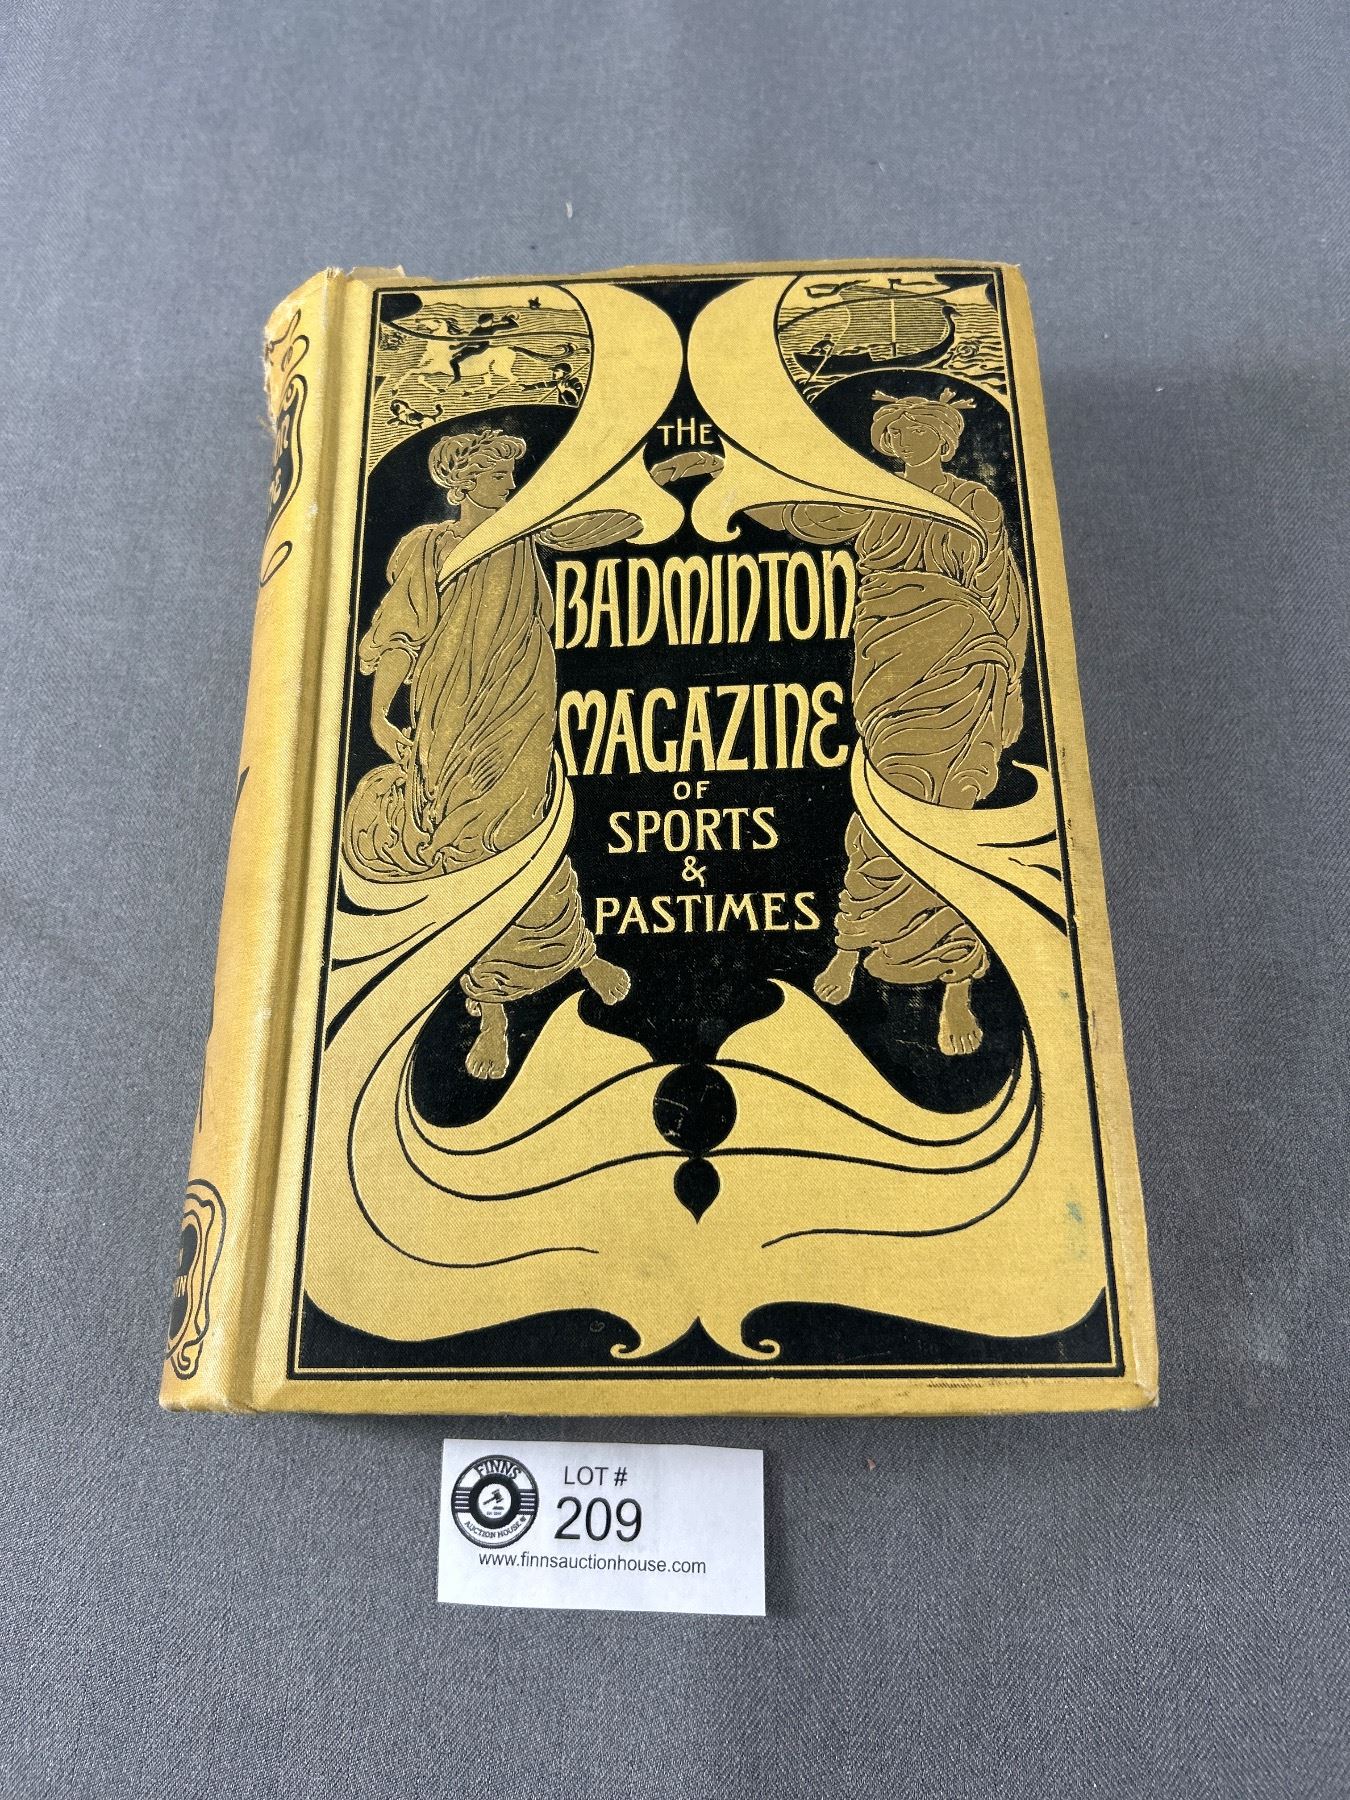 THE
BADMINTON
MAGAZINE
OF
SPORTS
&
PASTIMES
FINNS
AUCTION HOUSE
LOT #
209
www.finnsauctionhouse.com